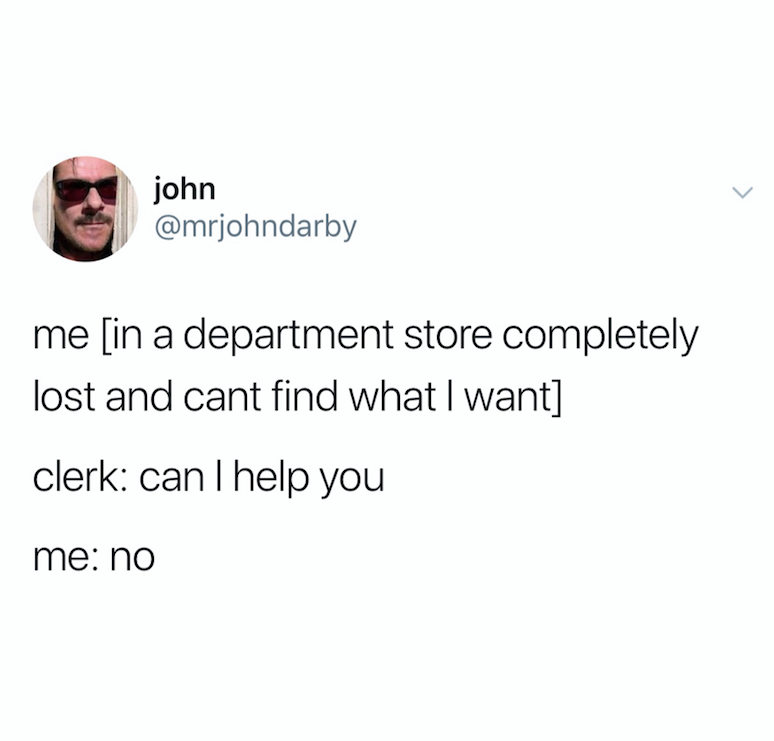 john
@mrjohndarby
me [in a department store completely
lost and cant find what I want]
clerk: can I help you
me: no